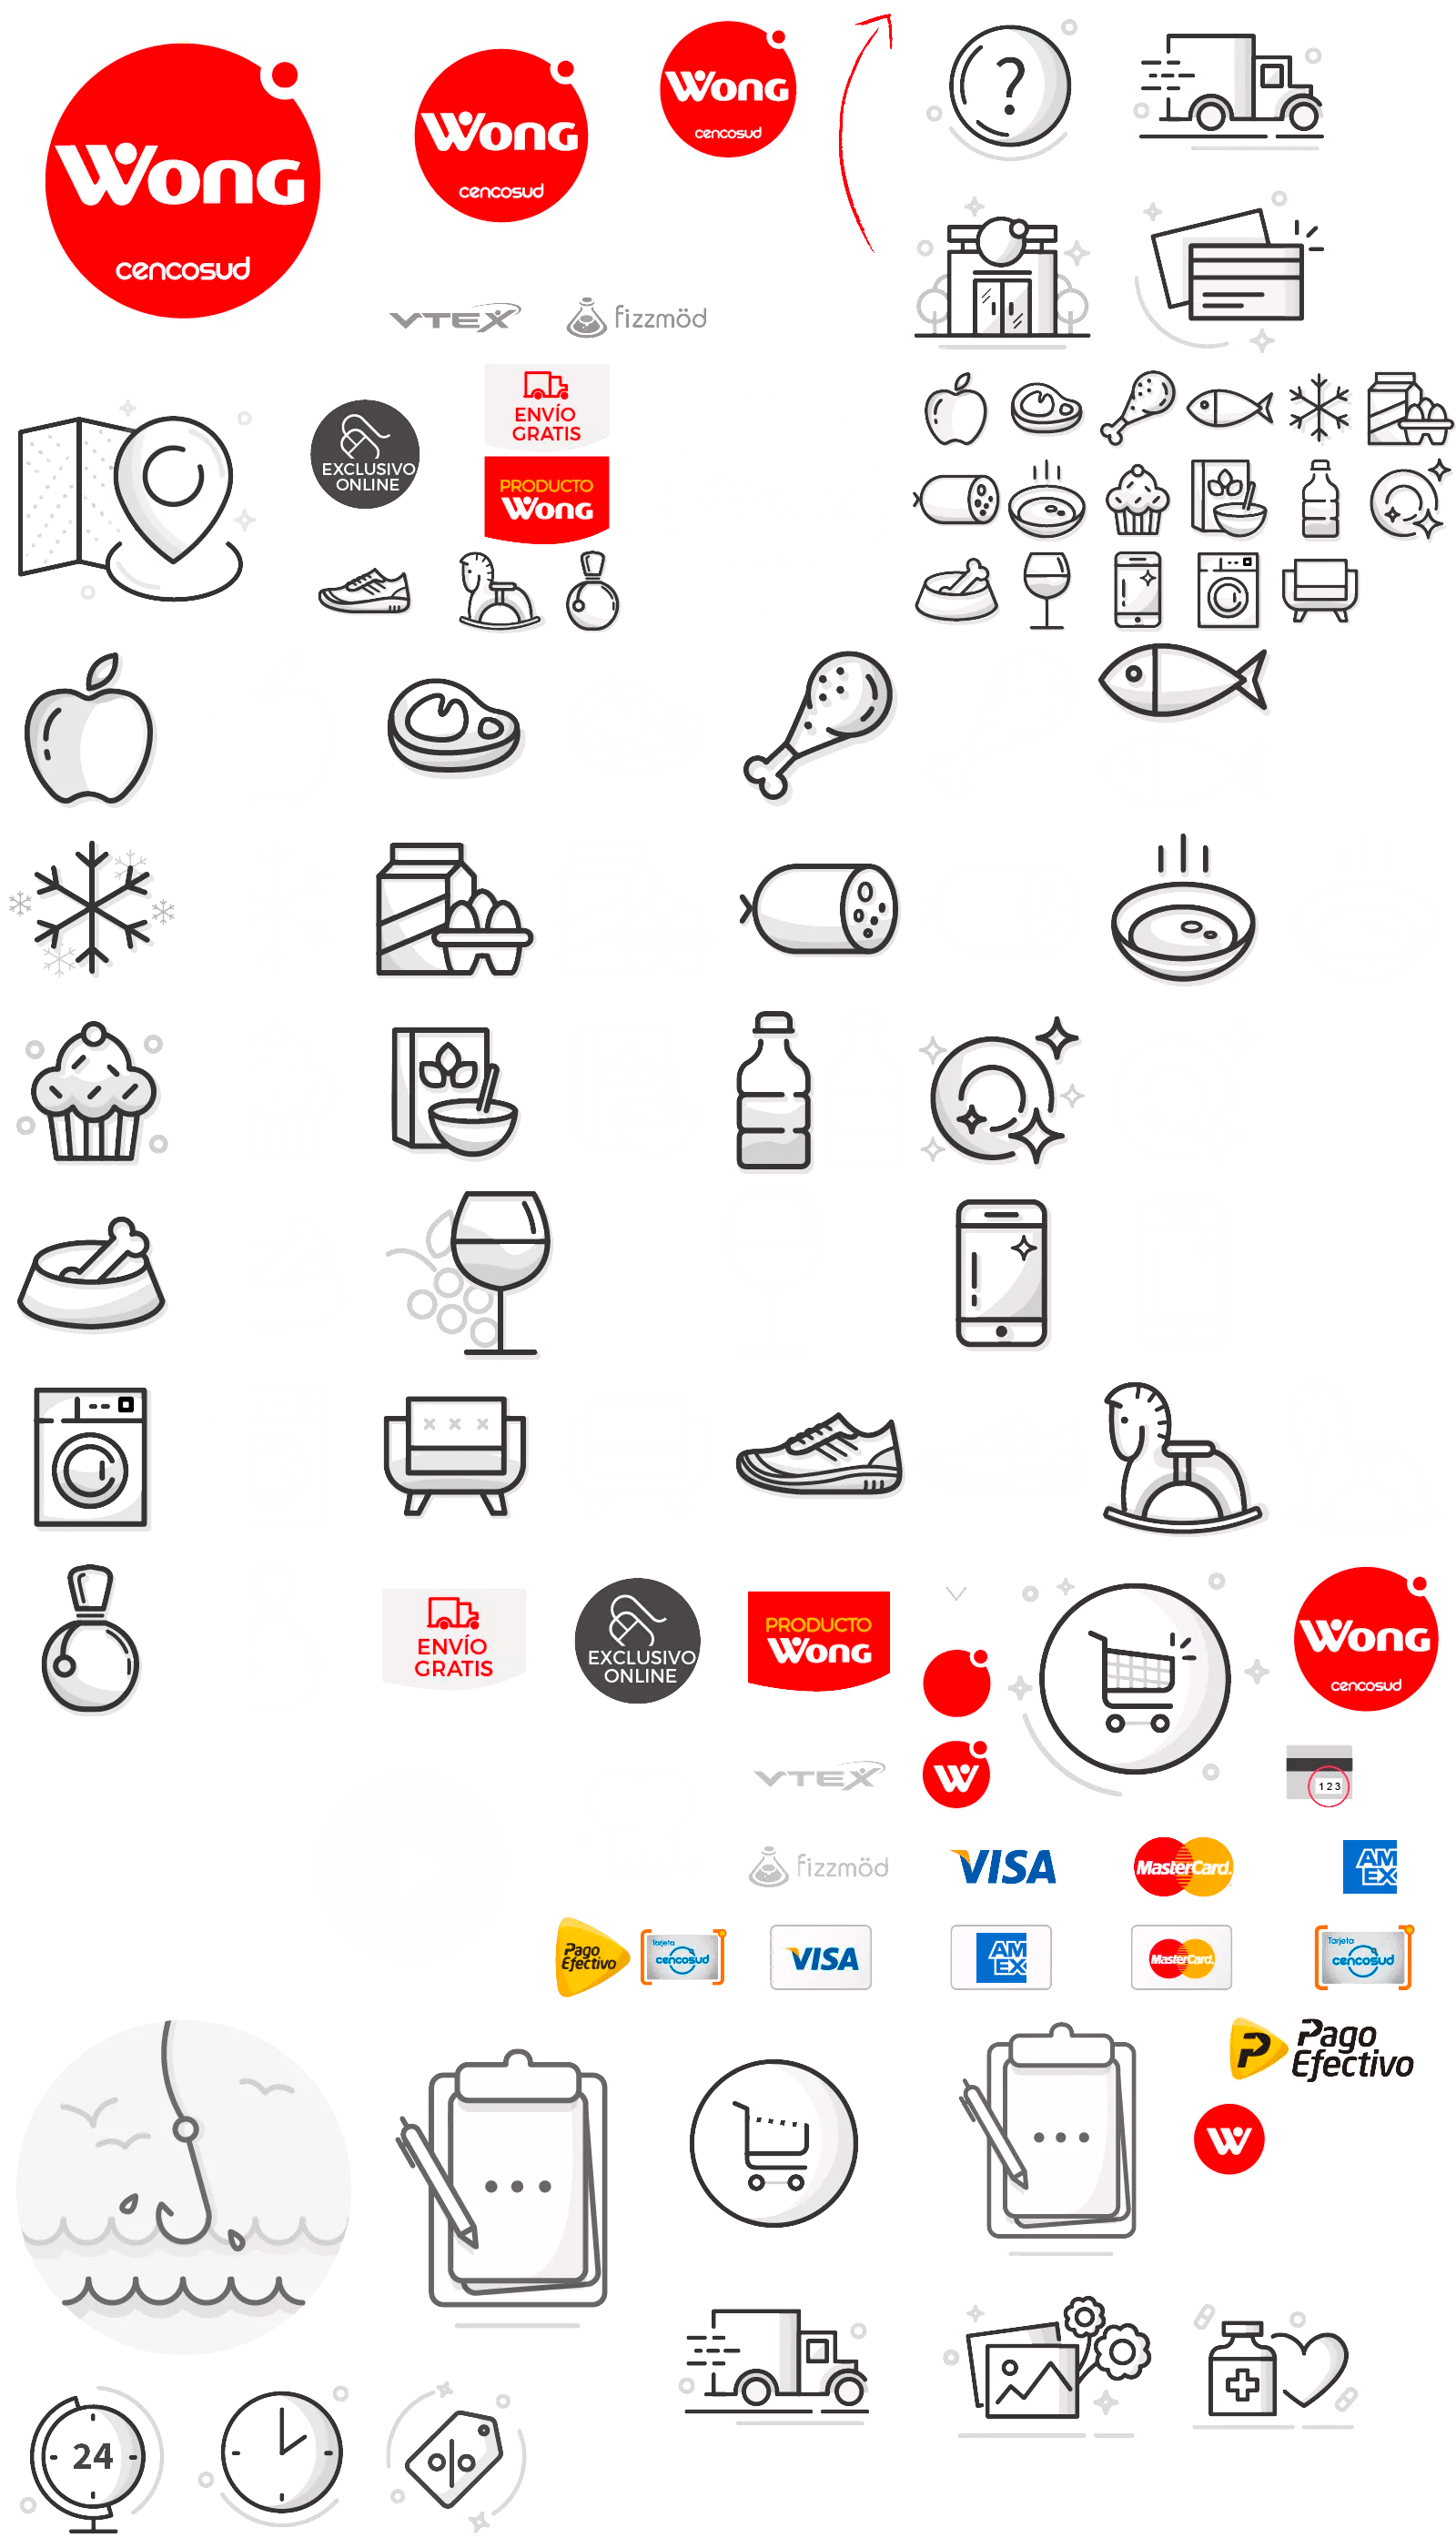 Wong
cencosud
Wong
cencosud
Wong
cencosud
?
VTEX
fizzmöd
ENVÍO
GRATIS
EXCLUSIVO
ONLINE
PRODUCTO
Wong
ENVÍO
GRATIS
EXCLUSIVO
ONLINE
PRODUCTO
Wong
Wong
cencosud
W
VTEX
123
fizzmöd
VISA
MasterCard
AM
EX
Pago
Efectivo
Tarjeta
cencosud
VISA
AM
EX
MasterCard
Tarjeta
cencosud
P
Pago
Efectivo
W
24